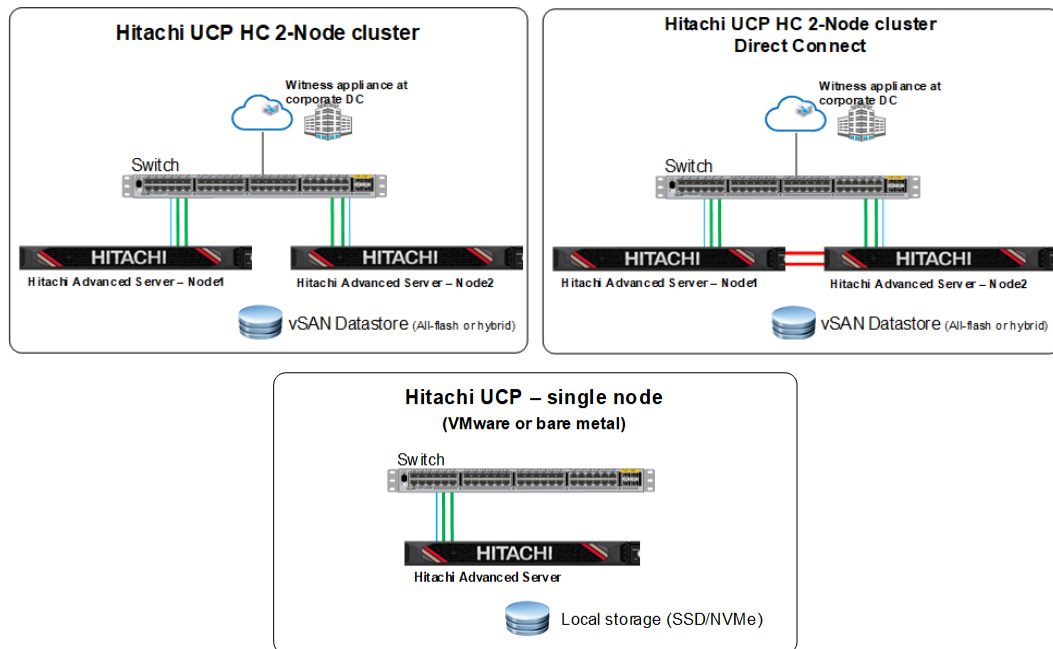 Hitachi UCP HC 2-Node cluster
Witness appliance at
corporate DC
Switch
HITACHI
HITACHI
Hitachi Advanced Server – Node1
Hitachi Advanced Server – Node2
vSAN Datastore (All-flash or hybrid)
Hitachi UCP HC 2-Node cluster
Direct Connect
Witness appliance at
corporate DC
Switch
HITACHI
HITACHI
Hitachi Advanced Server – Node1
Hitachi Advanced Server – Node2
vSAN Datastore (All-flash or hybrid)
Hitachi UCP – single node
(VMware or bare metal)
Switch
HITACHI
Hitachi Advanced Server
Local storage (SSD/NVMe)